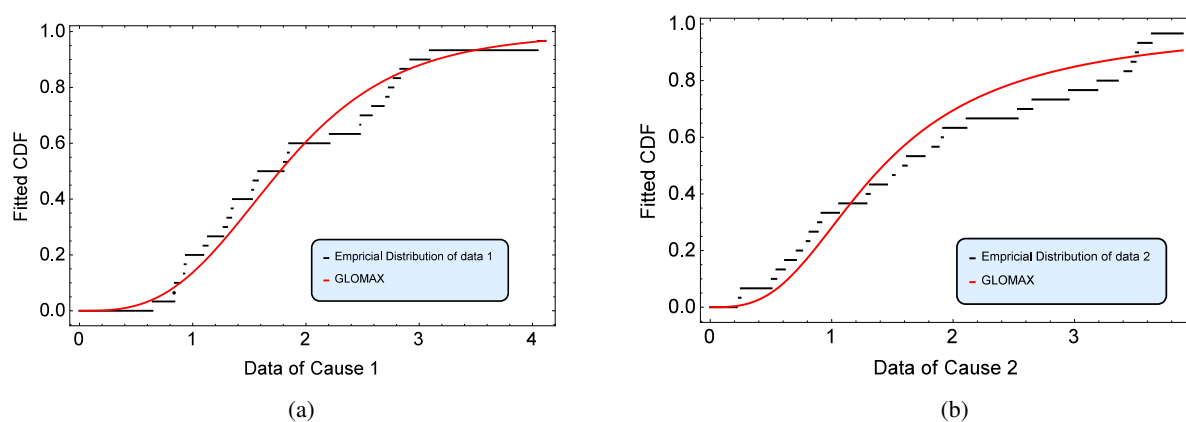 1.0
0.8
0.6
0.4
0.2
0.0
Fitted CDF
0 1 2 3 4
Data of Cause 1
Empricial Distribution of data 1
GLOMAX
(a)
1.0
0.8
0.6
0.4
0.2
0.0
Fitted CDF
0 1 2 3
Data of Cause 2
Empricial Distribution of data 2
GLOMAX
(b)